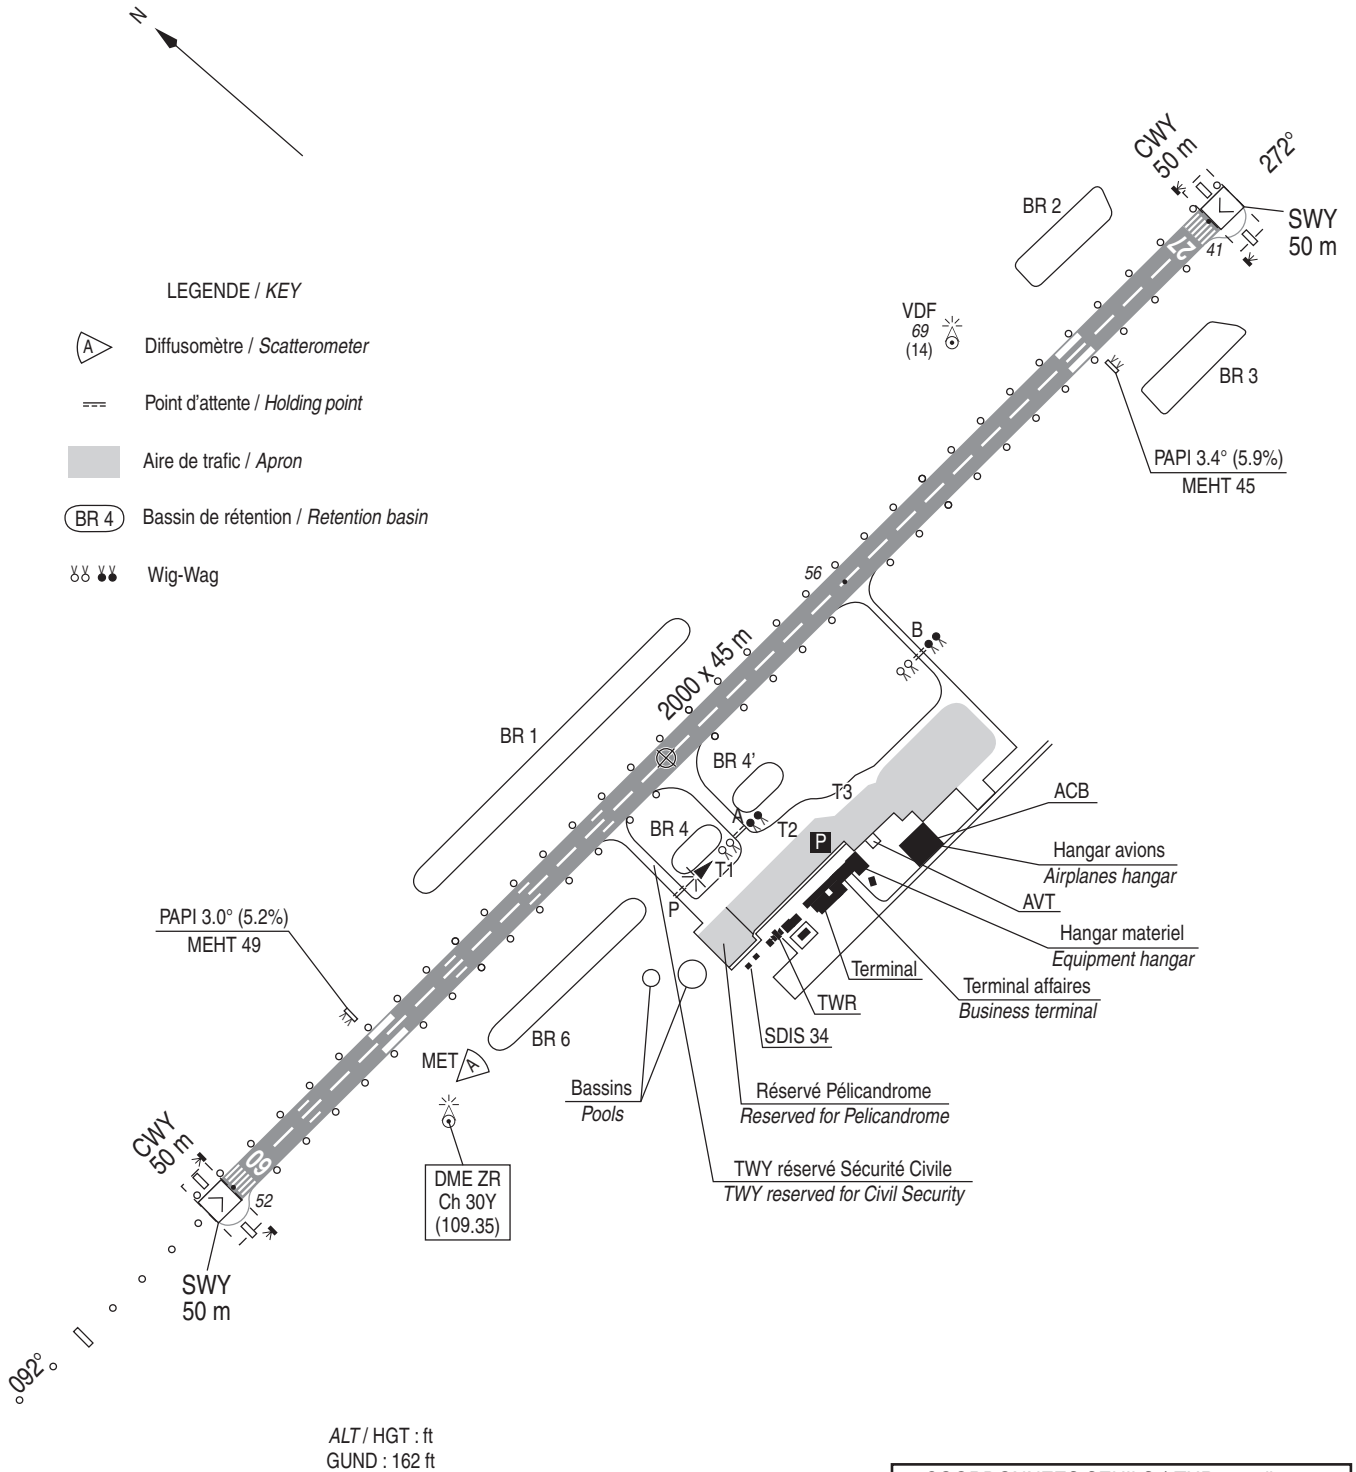 N
CWY
50 m
272°
BR 2
SWY
50 m
27
41
LEGENDE / KEY
VDF
69
(14)
A
Diffusomètre / Scatterometer
BR 3
Point d'attente / Holding point
Aire de trafic / Apron
PAPI 3.4° (5.9%)
MEHT 45
BR 4
Bassin de rétention / Retention basin
Wig-Wag
56
B
2000 x 45 m
BR 1
BR 4'
T3
ACB
A
T2
BR 4
P
Hangar avions
Airplanes hangar
T1
AVT
P
PAPI 3.0° (5.2%)
MEHT 49
Hangar materiel
Equipment hangar
Terminal
Terminal affaires
Business terminal
TWR
BR 6
SDIS 34
MET
A
Bassins
Pools
Réservé Pélicandrome
Reserved for Pelicandrome
CWY
50 m
09
TWY réservé Sécurité Civile
TWY reserved for Civil Security
DME ZR
Ch 30Y
(109.35)
52
SWY
50 m
092°
ALT / HGT : ft
GUND : 162 ft